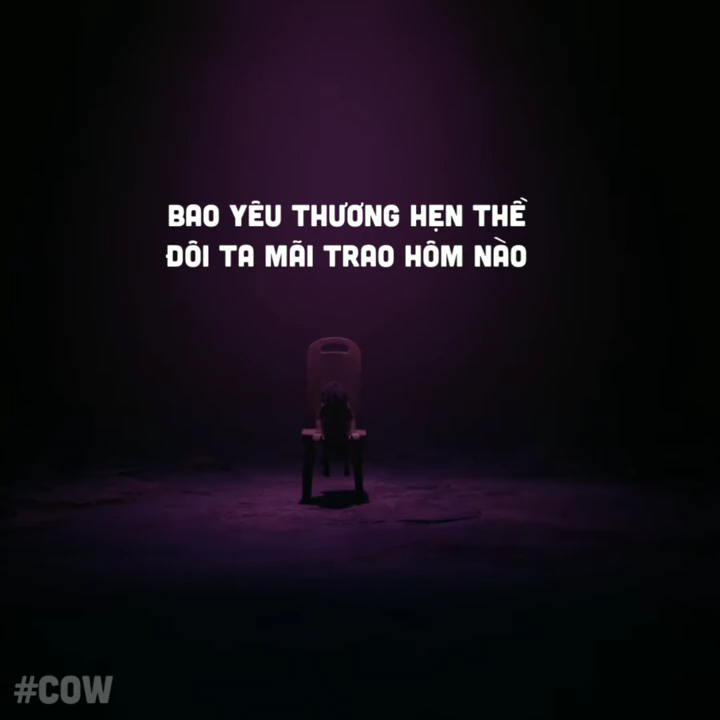 BAO YÊU THƯƠNG HẸN THỀ
ĐÔI TA MÃI TRAO HÔM NÀO
#COW